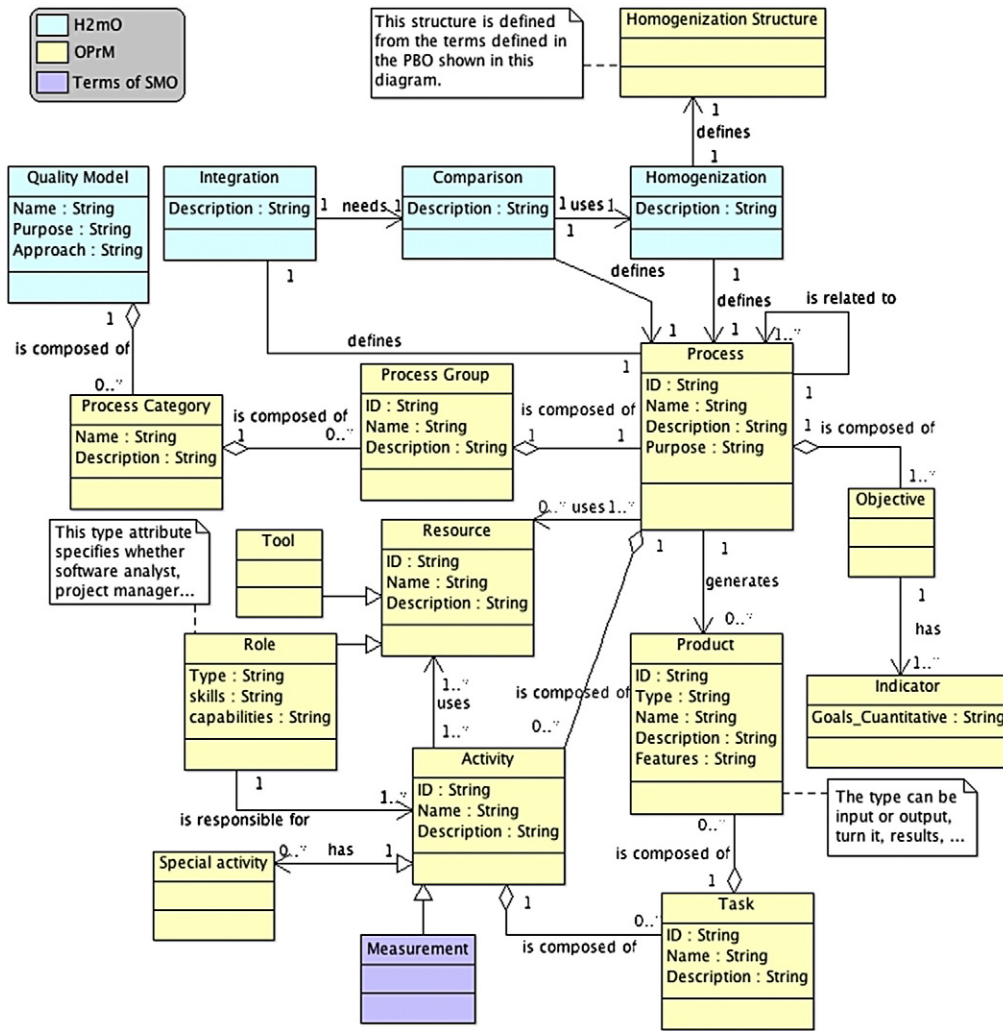 H2mO
OPrM
Terms of SMO
This structure is defined
from the terms defined in
the PBO shown in this
diagram.
Homogenization Structure
1
defines
1
Quality Model
Name : String
Purpose : String
Approach : String
Integration
Description : String
1 needs 1
Comparison
Description : String
1 uses 1
1
Homogenization
Description : String
1
is composed of
0..*
1
defines
1
defines
1
1
defines
1
is related to
1..*
1
Process
ID : String
Name : String
Description : String
Purpose : String
Process Category
Name : String
Description : String
is composed of
1
0..*
Process Group
ID : String
Name : String
Description : String
is composed of
1
1
1
is composed of
1..*
Objective
1
has
1..*
Indicator
Goals_Cuantitative : String
This type attribute
specifies whether
software analyst,
project manager...
Tool
Resource
ID : String
Name : String
Description : String
0..* uses 1..*
1
1
generates
0..*
Role
Type : String
skills : String
capabilities : String
1..*
uses
1..*
is composed of
0..*
Product
ID : String
Type : String
Name : String
Description : String
Features : String
The type can be
input or output,
turn it, results, ...
1
is responsible for
1..*
Activity
ID : String
Name : String
Description : String
Special activity
0..*
has
1
0..*
is composed of
1
Measurement
1
is composed of
0..*
Task
ID : String
Name : String
Description : String